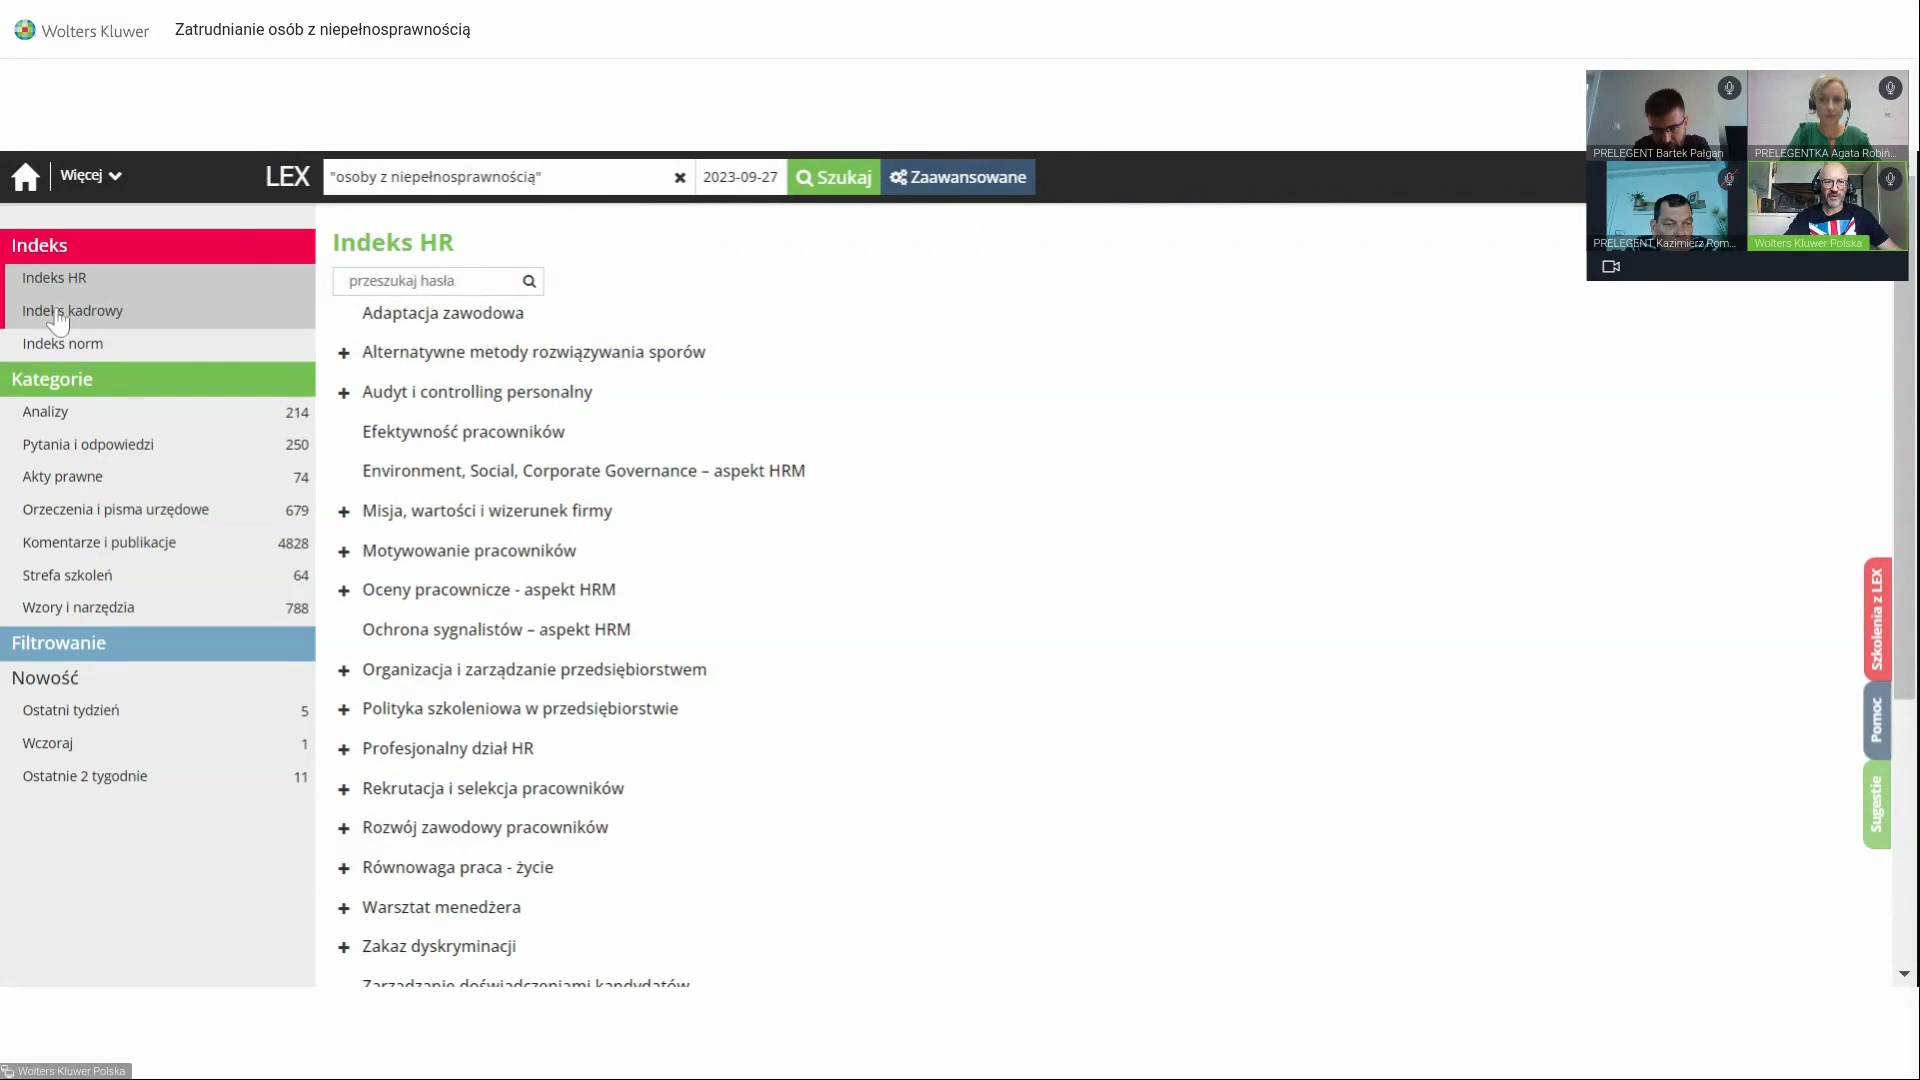 Wolters Kluwer
Zatrudnianie osób z niepełnosprawnością
PRELEGENT Bartek Pałgan
PRELEGENTKA Agata Robiń...
PRELEGENT Kazimierz Rom...
Wolters Kluwer Polska
Więcej
LEX
"osoby z niepełnosprawnością"
2023-09-27
Szukaj
Zaawansowane
Indeks
Indeks HR
Indeks kadrowy
Indeks norm
Kategorie
Analizy 214
Pytania i odpowiedzi 250
Akty prawne 74
Orzeczenia i pisma urzędowe 679
Komentarze i publikacje 4828
Strefa szkoleń 64
Wzory i narzędzia 788
Filtrowanie
Nowość
Ostatni tydzień 5
Wczoraj 1
Ostatnie 2 tygodnie 11
Indeks HR
przeszukaj hasła
Adaptacja zawodowa
Alternatywne metody rozwiązywania sporów
Audyt i controlling personalny
Efektywność pracowników
Environment, Social, Corporate Governance – aspekt HRM
Misja, wartości i wizerunek firmy
Motywowanie pracowników
Oceny pracownicze - aspekt HRM
Ochrona sygnalistów – aspekt HRM
Organizacja i zarządzanie przedsiębiorstwem
Polityka szkoleniowa w przedsiębiorstwie
Profesjonalny dział HR
Rekrutacja i selekcja pracowników
Rozwój zawodowy pracowników
Równowaga praca - życie
Warsztat menedżera
Zakaz dyskryminacji
Zarządzanie doświadczeniami kandydatów
Szkolenia z LEX
Pomoc
Sugestie
Wolters Kluwer Polska